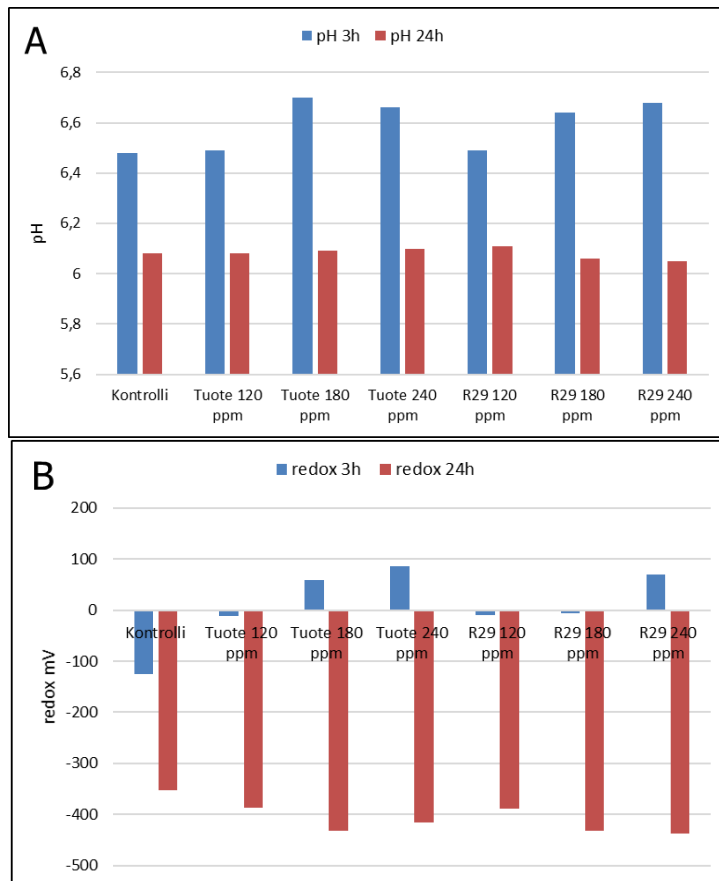 A
pH 3h pH 24h
6,8
6,6
6,4
6,2
6
5,8
5,6
pH
Kontrolli Tuote 120 ppm Tuote 180 ppm Tuote 240 ppm R29 120 ppm R29 180 ppm R29 240 ppm
B
redox 3h redox 24h
200
100
0
-100
-200
-300
-400
-500
redox mV
Kontrolli Tuote 120 ppm Tuote 180 ppm Tuote 240 ppm R29 120 ppm R29 180 ppm R29 240 ppm